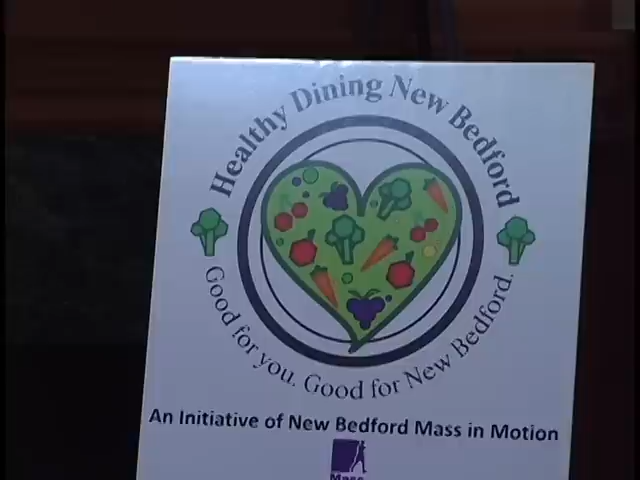 Healthy Dining New Bedford
Good for you. Good for New Bedford.
An Initiative of New Bedford Mass in Motion
Mass